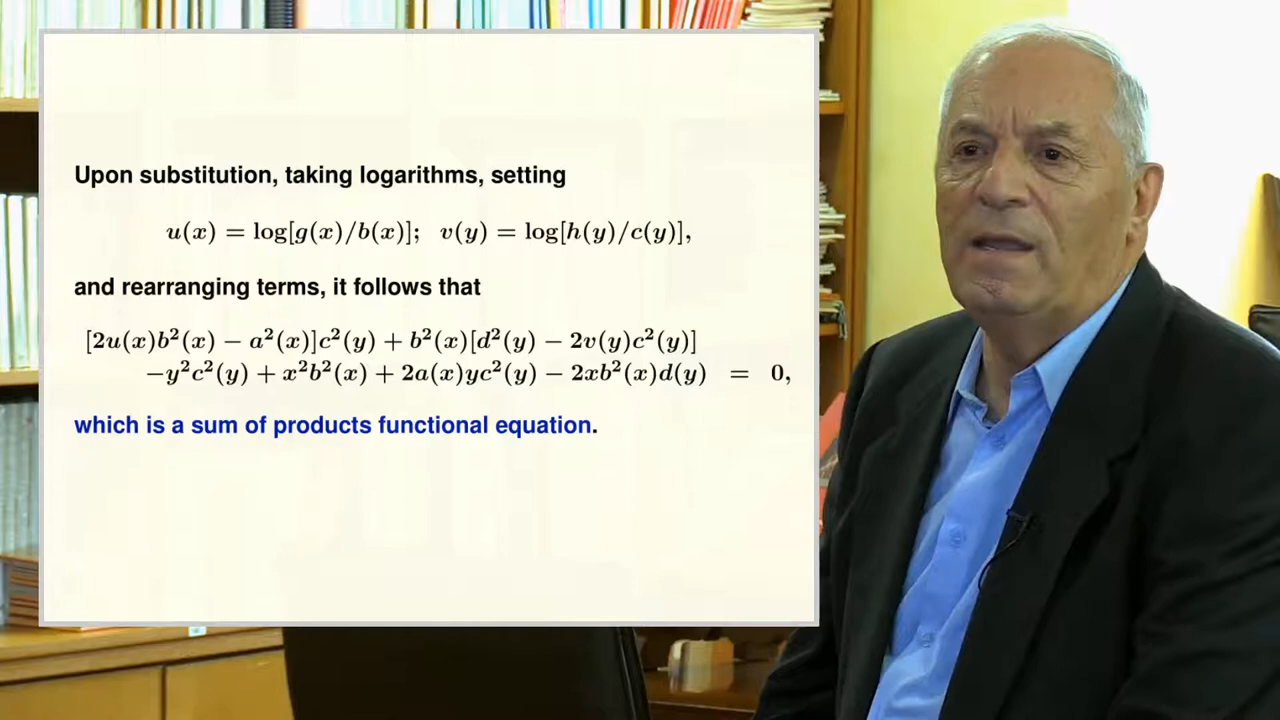 Upon substitution, taking logarithms, setting
u(x) = log[g(x)/b(x)]; v(y) = log[h(y)/c(y)],
and rearranging terms, it follows that
[2u(x)b²(x) − a²(x)]c²(y) + b²(x)[d²(y) − 2v(y)c²(y)]
−y²c²(y) + x²b²(x) + 2a(x)yc²(y) − 2xb²(x)d(y) = 0,
which is a sum of products functional equation.